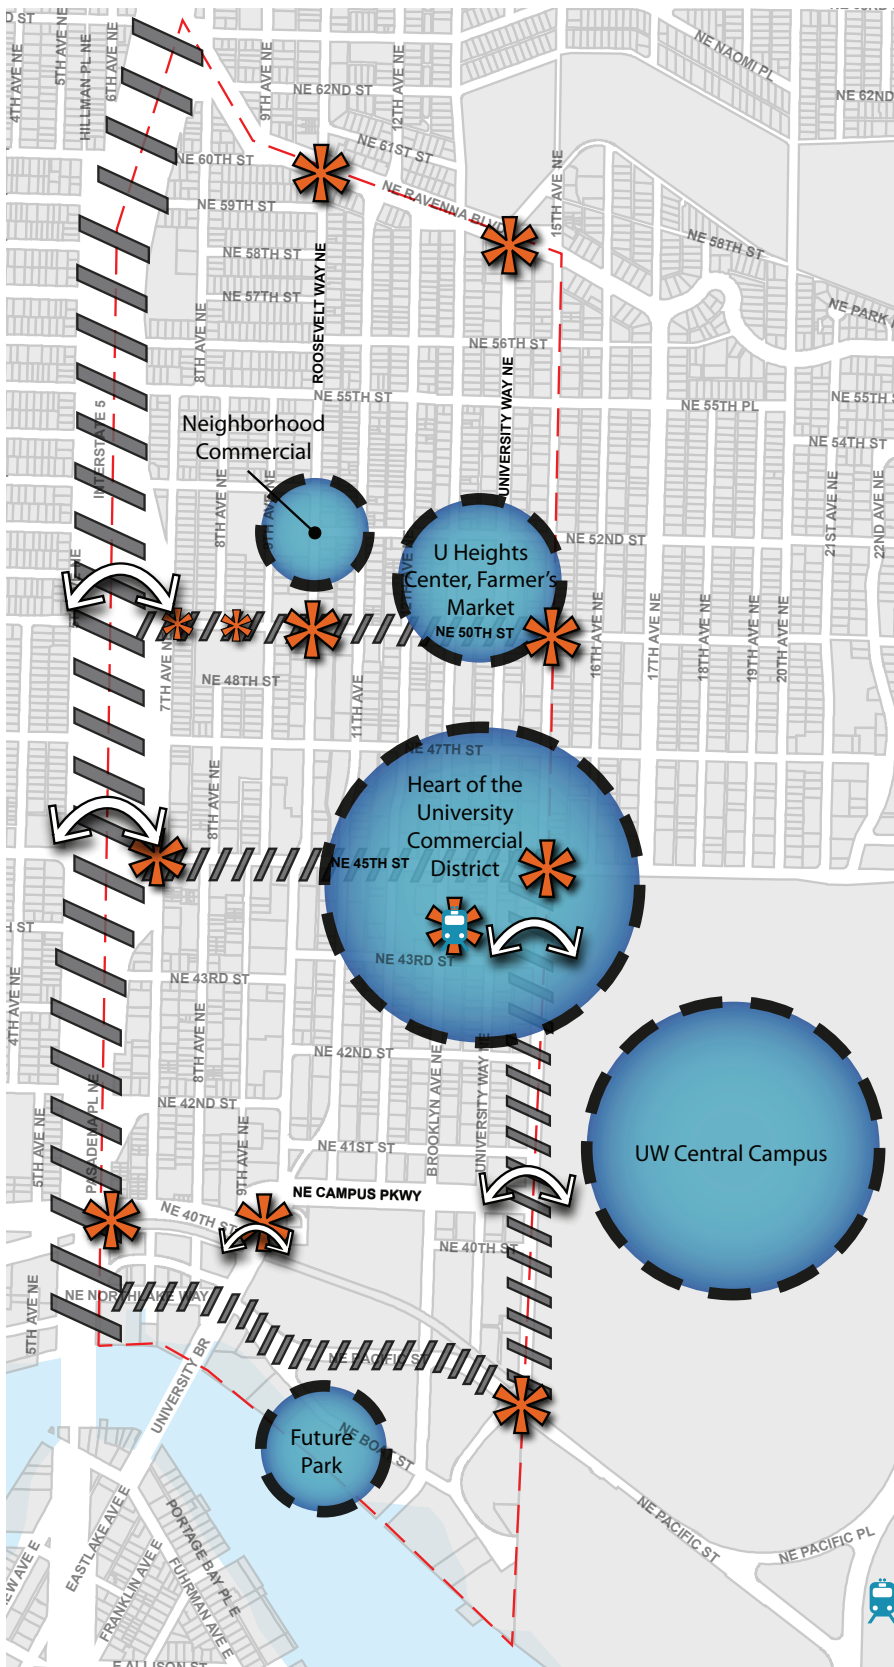 D ST
4TH AVE NE
5TH AVE NE
HILLMAN PL NE
6TH AVE NE
9TH AVE NE
12TH AVE NE
NE NAOMI PL
NE 62ND ST
NE 62ND
NE 61ST ST
NE 60TH ST
NE RAVENNA BLVD
15TH AVE NE
NE 59TH ST
NE 58TH ST
NE 58TH ST
NE 57TH ST
NE PARK
8TH AVE NE
ROOSEVELT WAY NE
NE 56TH ST
UNIVERSITY WAY NE
NE 55TH ST
NE 55TH PL
NE 55TH S
INTERSTATE 5
Neighborhood
Commercial
NE 54TH ST
8TH AVE NE
9TH AVE NE
21ST AVE NE
22ND AVE NE
NE 52ND ST
U Heights
Center, Farmer's
Market
NE 50TH ST
7TH AVE NE
16TH AVE NE
17TH AVE NE
18TH AVE NE
19TH AVE NE
20TH AVE NE
NE 48TH ST
11TH AVE
NE 47TH ST
8TH AVE NE
Heart of the
University
Commercial
District
NE 45TH ST
H ST
NE 43RD ST
NE 43RD ST
4TH AVE NE
8TH AVE NE
NE 42ND ST
BROOKLYN AVE NE
UNIVERSITY WAY NE
PASADENA PL NE
5TH AVE NE
NE 42ND ST
9TH AVE NE
NE 41ST ST
UW Central Campus
NE CAMPUS PKWY
NE 40TH ST
NE 40TH ST
5TH AVE NE
NE NORTHLAKE WAY
UNIVERSITY BR
NE PACIFIC ST
Future
Park
NE BOAT ST
NE PACIFIC ST
NE PACIFIC PL
EASTLAKE AVE E
FRANKLIN AVE E
PORTAGE BAY PL E
FUHRMAN AVE E
EW AVE E
E ALLISON ST